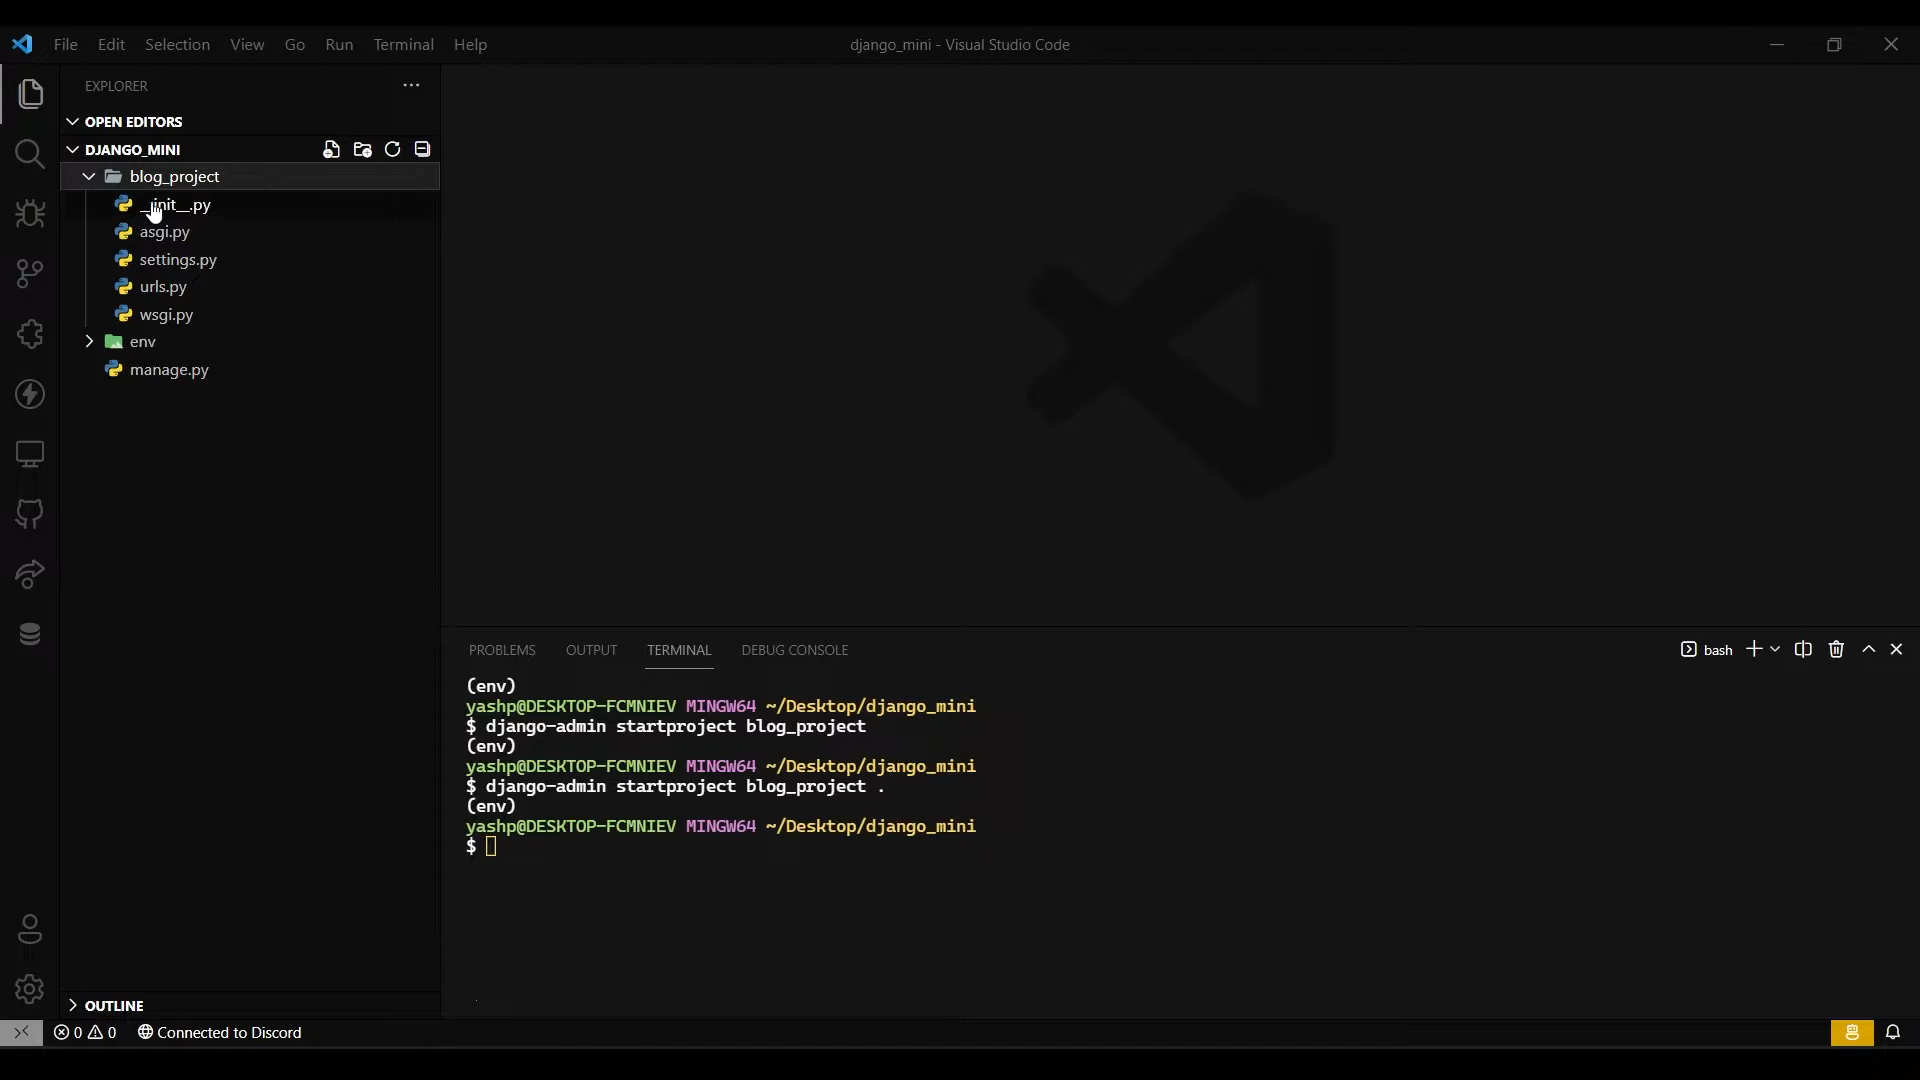 File Edit Selection View Go Run Terminal Help
django_mini - Visual Studio Code
EXPLORER
OPEN EDITORS
DJANGO_MINI
blog_project
__init__.py
asgi.py
settings.py
urls.py
wsgi.py
env
manage.py
OUTLINE
PROBLEMS OUTPUT TERMINAL DEBUG CONSOLE
bash
(env)
yashp@DESKTOP-FCMNIEV MINGW64 ~/Desktop/django_mini
$ django-admin startproject blog_project
(env)
yashp@DESKTOP-FCMNIEV MINGW64 ~/Desktop/django_mini
$ django-admin startproject blog_project .
(env)
yashp@DESKTOP-FCMNIEV MINGW64 ~/Desktop/django_mini
$
0 0 Connected to Discord